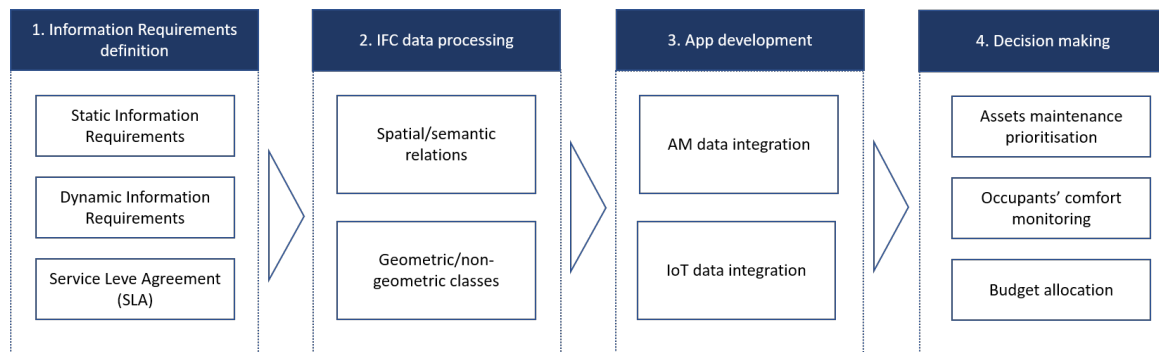 1. Information Requirements
definition
Static Information
Requirements
Dynamic Information
Requirements
Service Leve Agreement
(SLA)
2. IFC data processing
Spatial/semantic
relations
Geometric/non-
geometric classes
3. App development
AM data integration
IoT data integration
4. Decision making
Assets maintenance
prioritisation
Occupants' comfort
monitoring
Budget allocation